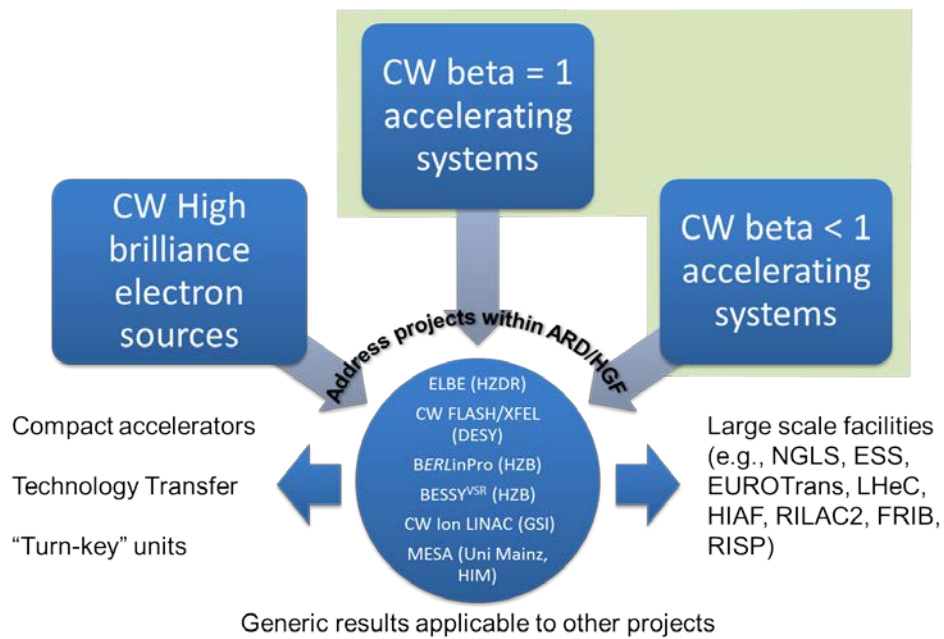 CW beta = 1
accelerating
systems
CW High
brilliance
electron
sources
CW beta < 1
accelerating
systems
Address projects within ARD/HGF
ELBE (HZDR)
CW FLASH/XFEL
(DESY)
BERLinPro (HZB)
BESSYVSR (HZB)
CW Ion LINAC (GSI)
MESA (Uni Mainz,
HIM)
Compact accelerators
Technology Transfer
“Turn-key” units
Large scale facilities
(e.g., NGLS, ESS,
EUROTrans, LHeC,
HIAF, RILAC2, FRIB,
RISP)
Generic results applicable to other projects